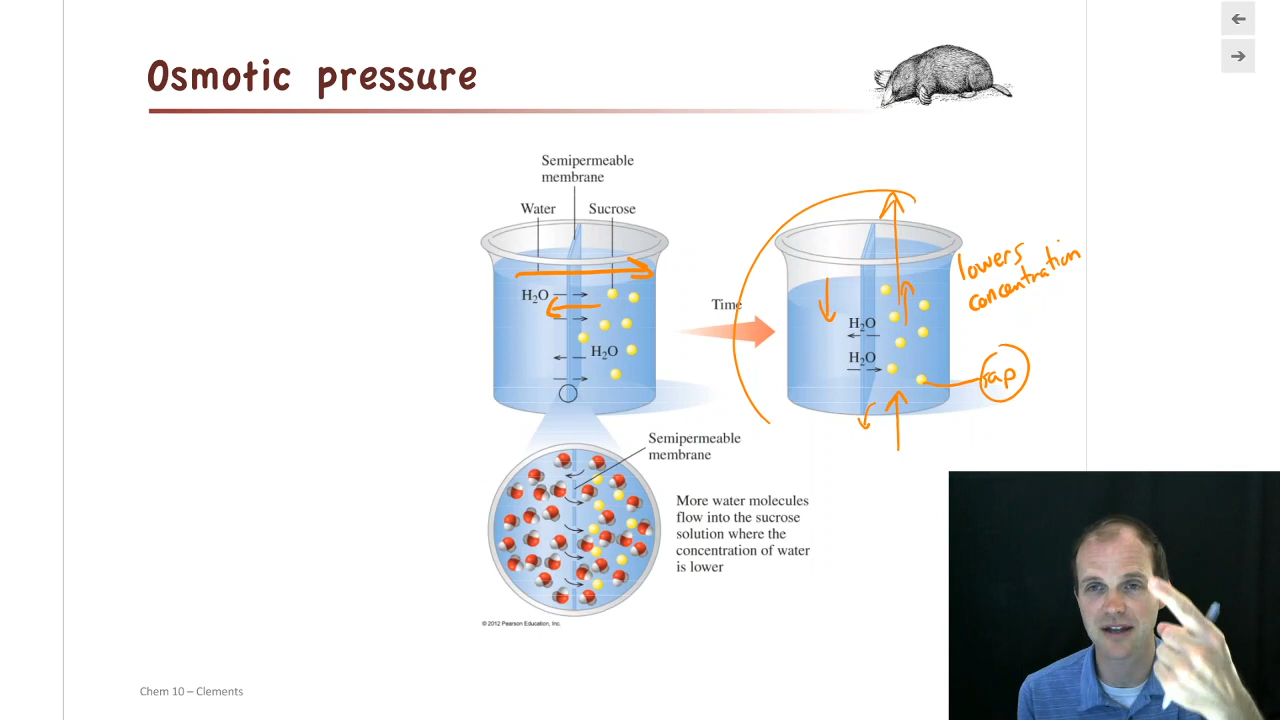 Osmotic pressure
Semipermeable
membrane
Water
Sucrose
H₂O
H₂O
Time
H₂O
H₂O
lowers
concentration
sap
Semipermeable
membrane
More water molecules
flow into the sucrose
solution where the
concentration of water
is lower
© 2012 Pearson Education, Inc.
Chem 10 – Clements